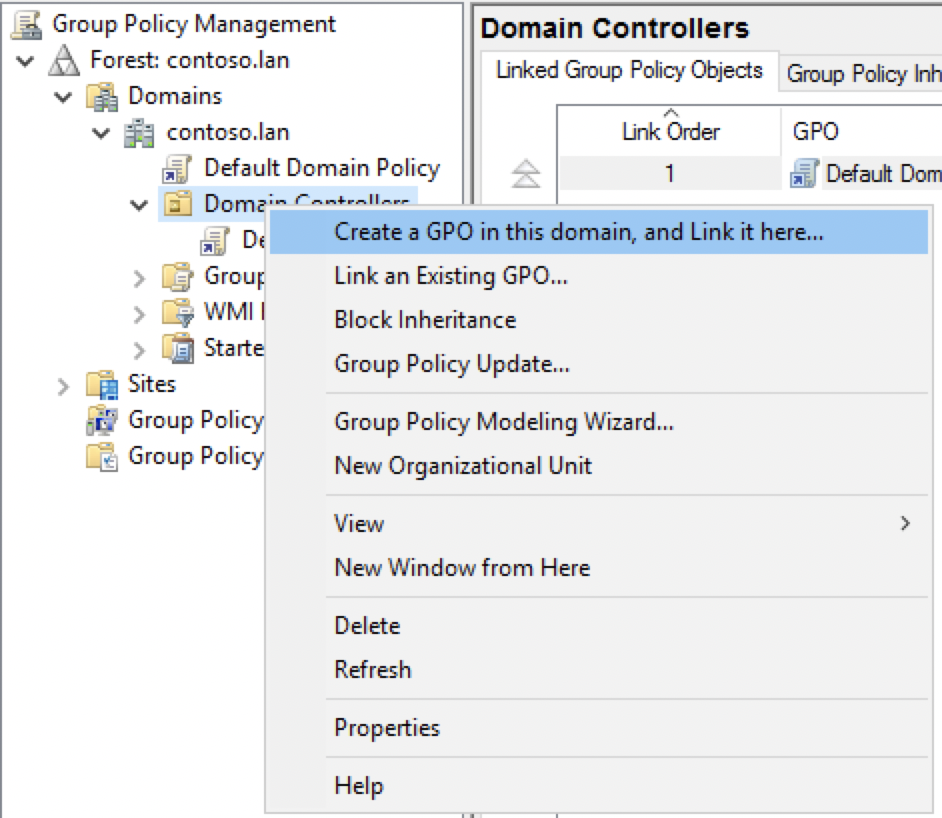 Group Policy Management
Forest: contoso.lan
Domains
contoso.lan
Default Domain Policy
Domain Controllers
Group
WMI
Starte
Sites
Group Policy
Group Policy
Domain Controllers
Linked Group Policy Objects
Group Policy Inh
Link Order
GPO
1
Default Dom
Create a GPO in this domain, and Link it here...
Link an Existing GPO...
Block Inheritance
Group Policy Update...
Group Policy Modeling Wizard...
New Organizational Unit
View
New Window from Here
Delete
Refresh
Properties
Help